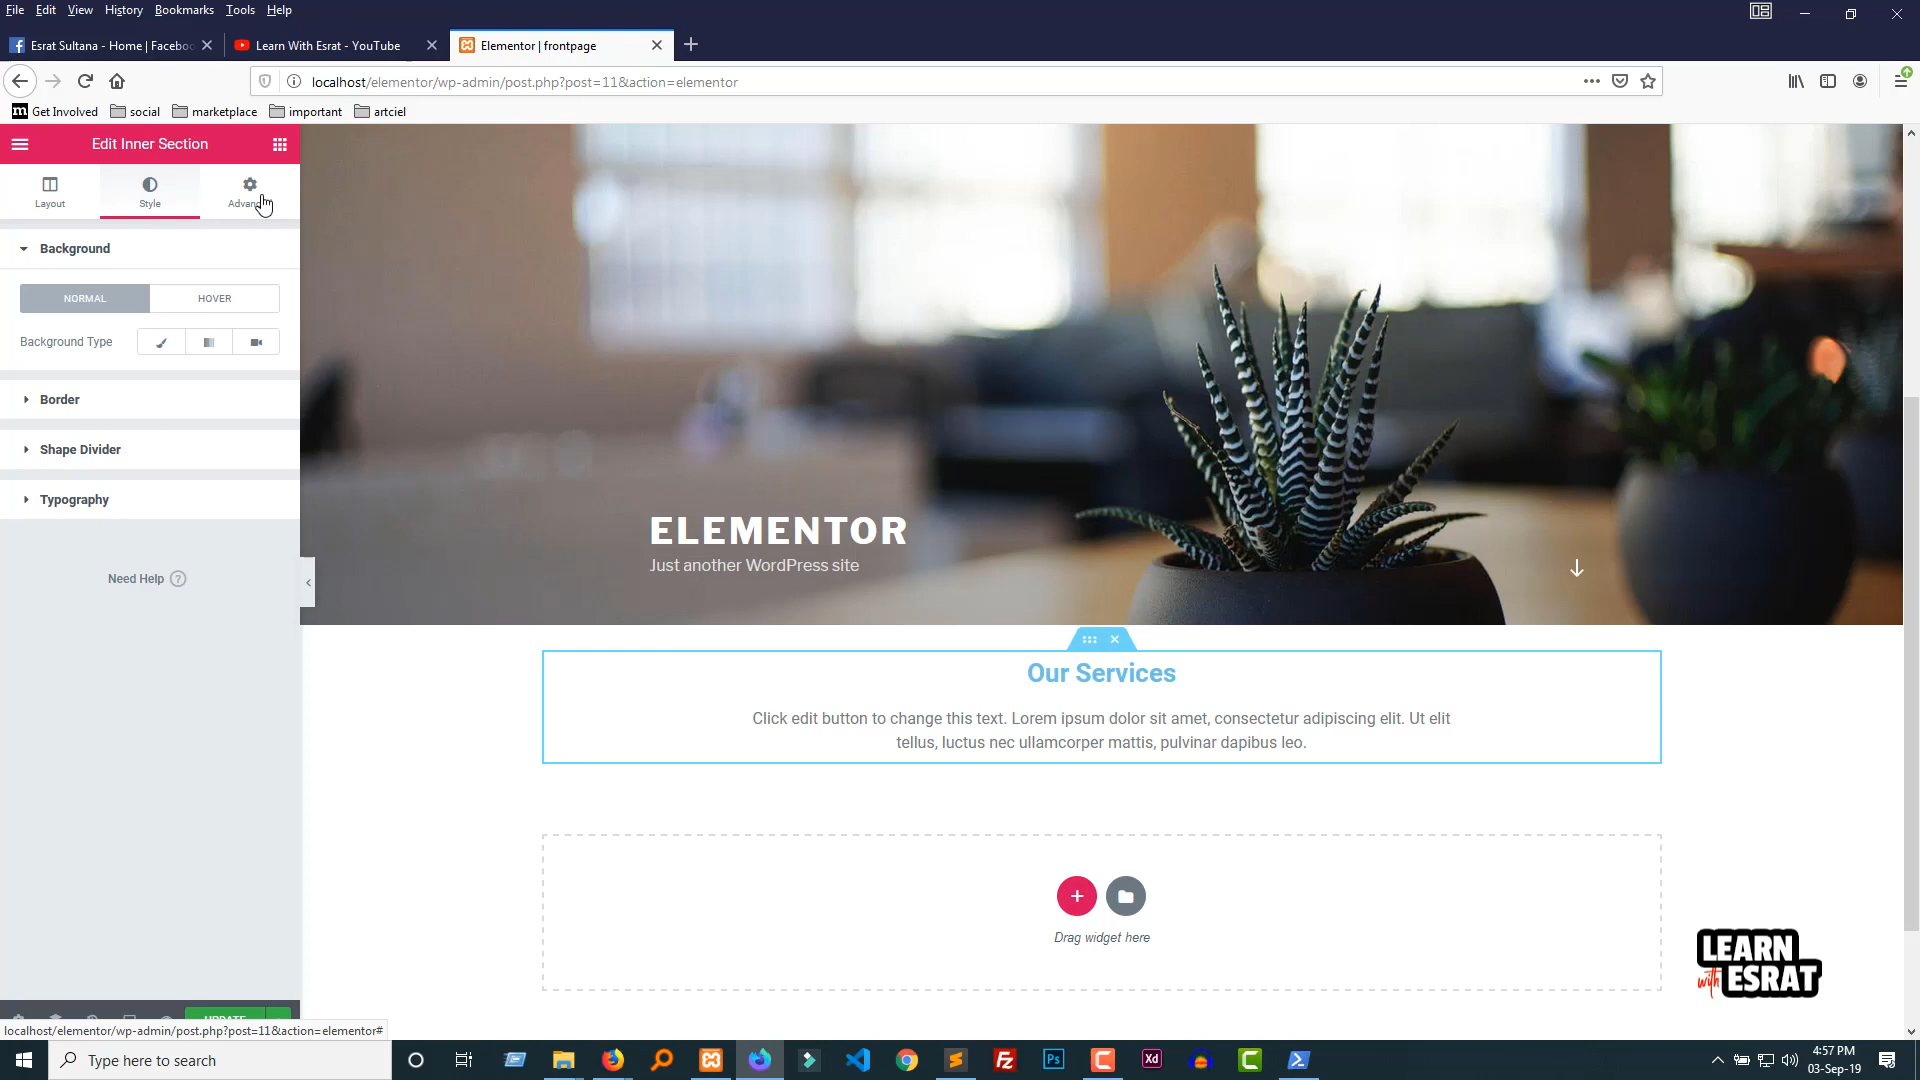 File Edit View History Bookmarks Tools Help
Esrat Sultana - Home | Faceboo
Learn With Esrat - YouTube
Elementor | frontpage
localhost/elementor/wp-admin/post.php?post=11&action=elementor
m Get Involved social marketplace important artciel
Edit Inner Section
Layout Style
Background
NORMAL HOVER
Background Type
Border
Shape Divider
Typography
Need Help ?
ELEMENTOR
Just another WordPress site
Our Services
Click edit button to change this text. Lorem ipsum dolor sit amet, consectetur adipiscing elit. Ut elit
tellus, luctus nec ullamcorper mattis, pulvinar dapibus leo.
Drag widget here
LEARN
with ESRAT
UPDATE
localhost/elementor/wp-admin/post.php?post=11&action=elementor#
Type here to search
Fz Ps Xd
4:57 PM
03-Sep-19